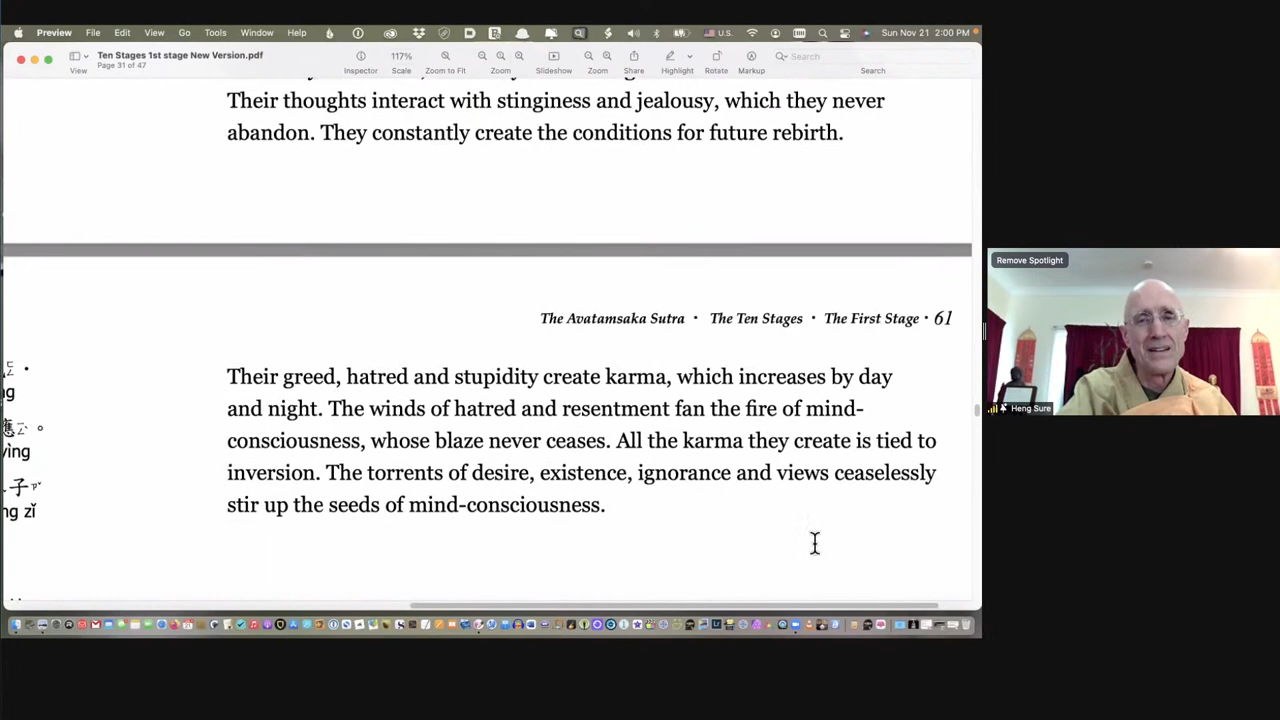 Preview File Edit View Go Tools Window Help U.S. Sun Nov 21 2:00 PM
Ten Stages 1st stage New Version.pdf
Page 31 of 47
117%
Search
View Inspector Scale Zoom to Fit Zoom Slideshow Zoom Share Highlight Rotate Markup Search
Their thoughts interact with stinginess and jealousy, which they never
abandon. They constantly create the conditions for future rebirth.
The Avatamsaka Sutra • The Ten Stages • The First Stage • 61
Their greed, hatred and stupidity create karma, which increases by day
and night. The winds of hatred and resentment fan the fire of mind-
consciousness, whose blaze never ceases. All the karma they create is tied to
inversion. The torrents of desire, existence, ignorance and views ceaselessly
stir up the seeds of mind-consciousness.
應
ying
子
zǐ
Remove Spotlight
Heng Sure